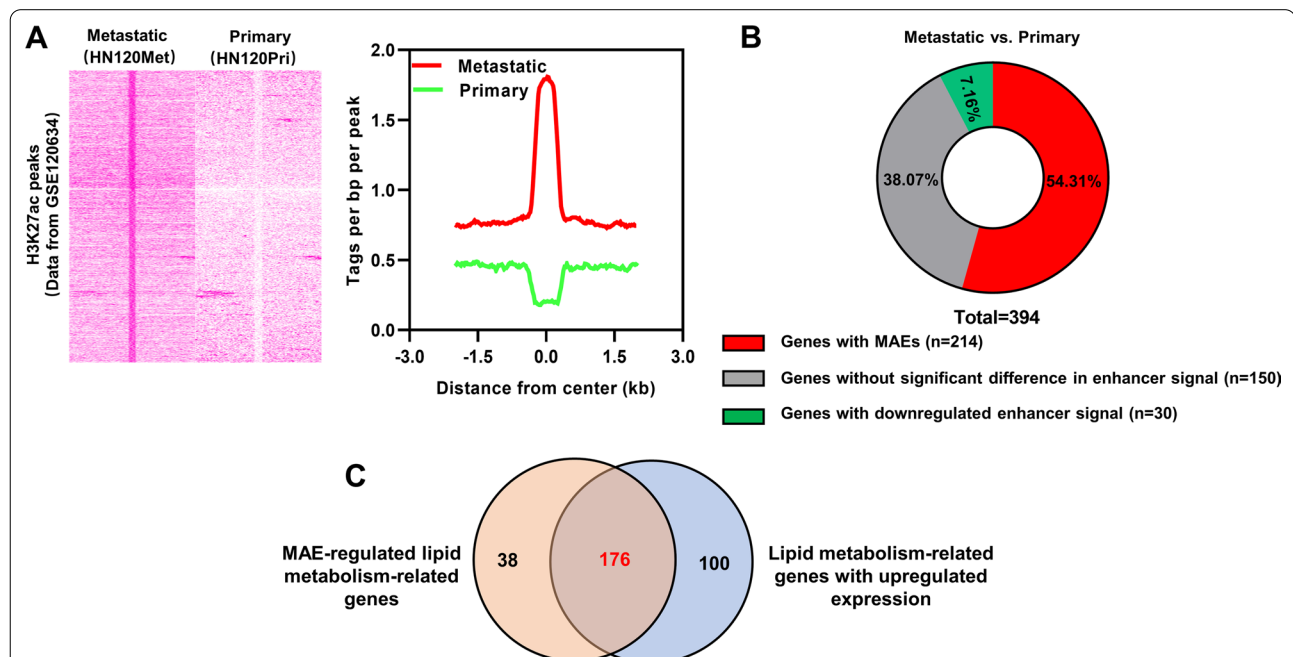 A
Metastatic
(HN120Met)
Primary
(HN120Pri)
H3K27ac peaks
(Data from GSE120634)
Tags per bp per peak
2.0
1.5
1.0
0.5
0.0
Metastatic
Primary
-3.0
-1.5
0.0
1.5
3.0
Distance from center (kb)
B
Metastatic vs. Primary
7.16%
38.07%
54.31%
Total=394
Genes with MAEs (n=214)
Genes without significant difference in enhancer signal (n=150)
Genes with downregulated enhancer signal (n=30)
C
MAE-regulated lipid
metabolism-related
genes
38
176
100
Lipid metabolism-related
genes with upregulated
expression